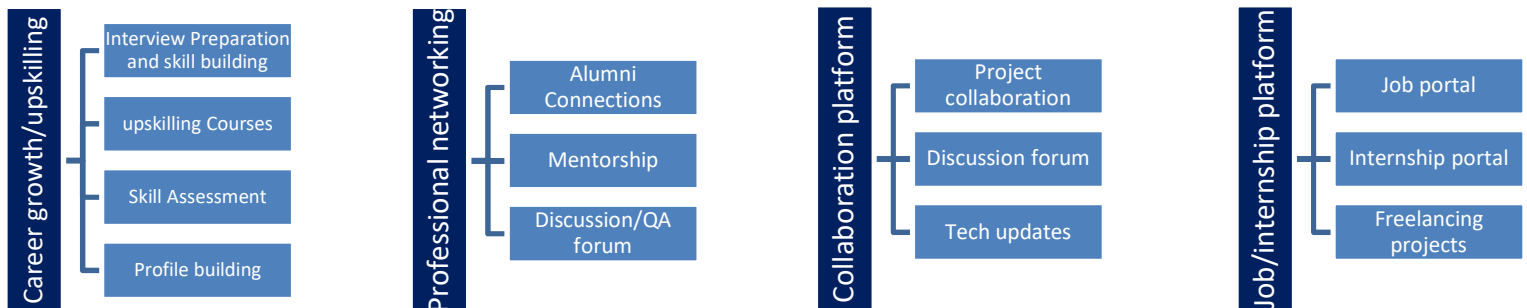 Career growth/upskilling
Interview Preparation
and skill building
upskilling Courses
Skill Assessment
Profile building
Professional networking
Alumni
Connections
Mentorship
Discussion/QA
forum
Collaboration platform
Project
collaboration
Discussion forum
Tech updates
Job/internship platform
Job portal
Internship portal
Freelancing
projects